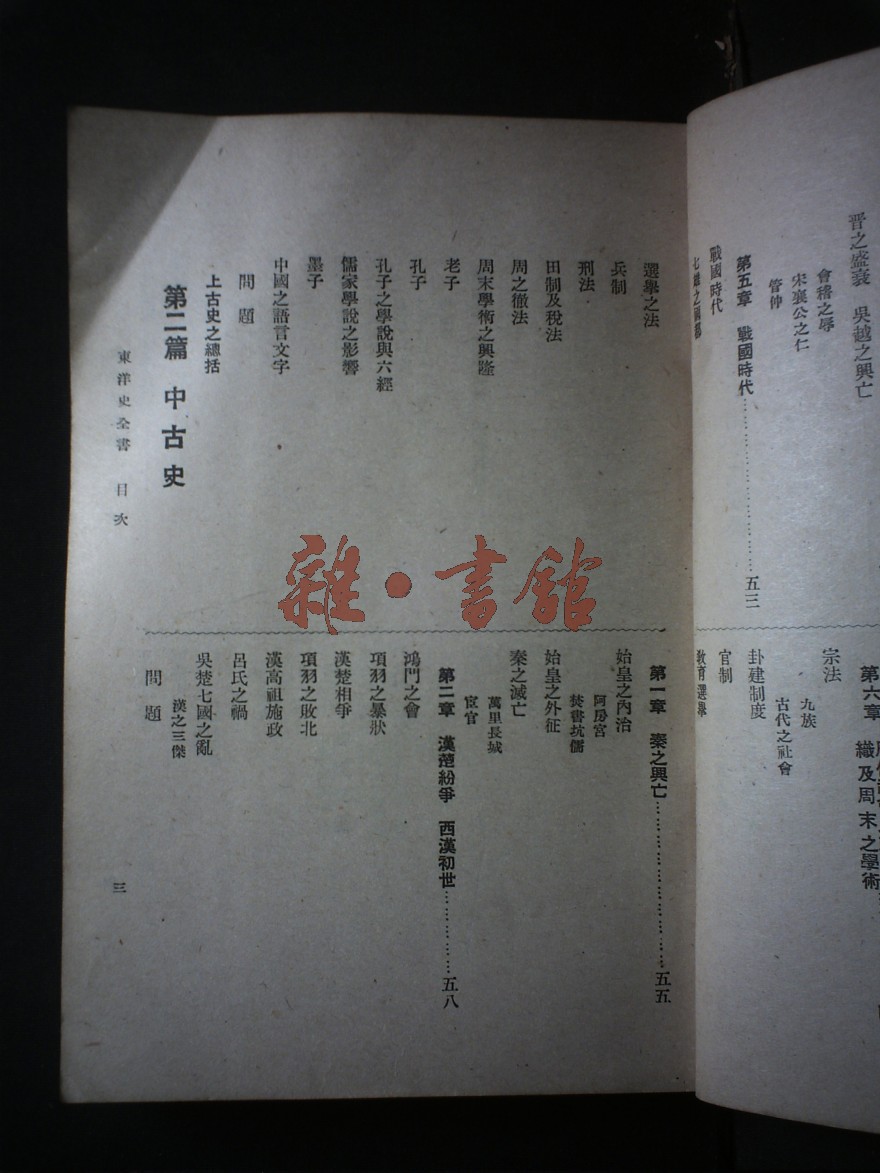 晉之盛衰　吳越之興亡
會稽之辱
宋襄公之仁
管仲
第五章　戰國時代……………………五三
戰國時代
織及周末之學術
宗法
九族
古代之社會
卦建制度
官制
教育選舉
選舉之法
兵制
刑法
田制及稅法
周之徹法
周末學術之興隆
老子
孔子
孔子之學說與六經
儒家學說之影響
墨子
中國之語言文字
問題
上古史之總括
第二篇　中古史
第一章　秦之興亡……………………五五
始皇之內治
阿房宮
焚書坑儒
始皇之外征
秦之滅亡
萬里長城
宦官
第二章　漢楚紛爭　西漢初世…………五八
鴻門之會
項羽之暴狀
漢楚相爭
項羽之敗北
漢高祖施政
呂氏之禍
吳楚七國之亂
漢之三傑
問題
東洋史全書　目次
三
雜·書館